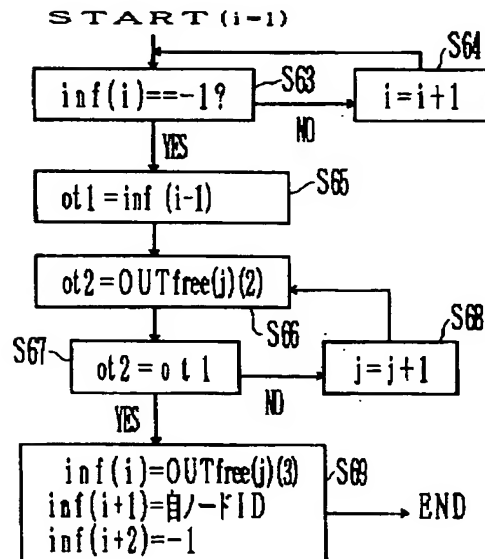 START (i-1)
S64
inf(i)==-1?
S63
i=i+1
NO
YES
S65
ot1=inf (i-1)
ot2=OUTfree(j)(2)
S66
S68
S67
ot2=ot1
j=j+1
NO
YES
inf(i)=OUTfree(j)(3)
S69
inf(i+1)=自ノードID
END
inf(i+2)=-1